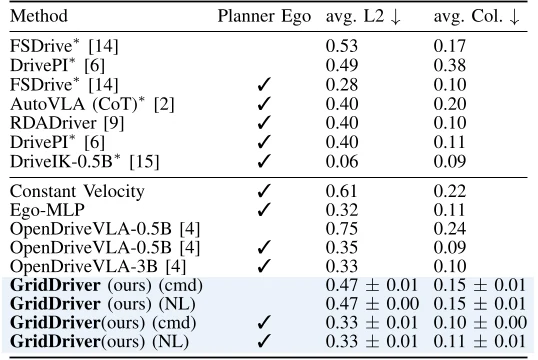 Method Planner Ego avg. L2 ↓ avg. Col. ↓
FSDrive* [14] 0.53 0.17
DrivePI* [6] 0.49 0.38
FSDrive* [14] ✓ 0.28 0.10
AutoVLA (CoT)* [2] ✓ 0.40 0.20
RDADriver [9] ✓ 0.40 0.10
DrivePI* [6] ✓ 0.40 0.11
DriveIK-0.5B* [15] ✓ 0.06 0.09
Constant Velocity ✓ 0.61 0.22
Ego-MLP ✓ 0.32 0.11
OpenDriveVLA-0.5B [4] 0.75 0.24
OpenDriveVLA-0.5B [4] ✓ 0.35 0.09
OpenDriveVLA-3B [4] ✓ 0.33 0.10
GridDriver (ours) (cmd) 0.47 ± 0.01 0.15 ± 0.01
GridDriver (ours) (NL) 0.47 ± 0.00 0.15 ± 0.01
GridDriver(ours) (cmd) ✓ 0.33 ± 0.01 0.10 ± 0.00
GridDriver(ours) (NL) ✓ 0.33 ± 0.01 0.11 ± 0.01